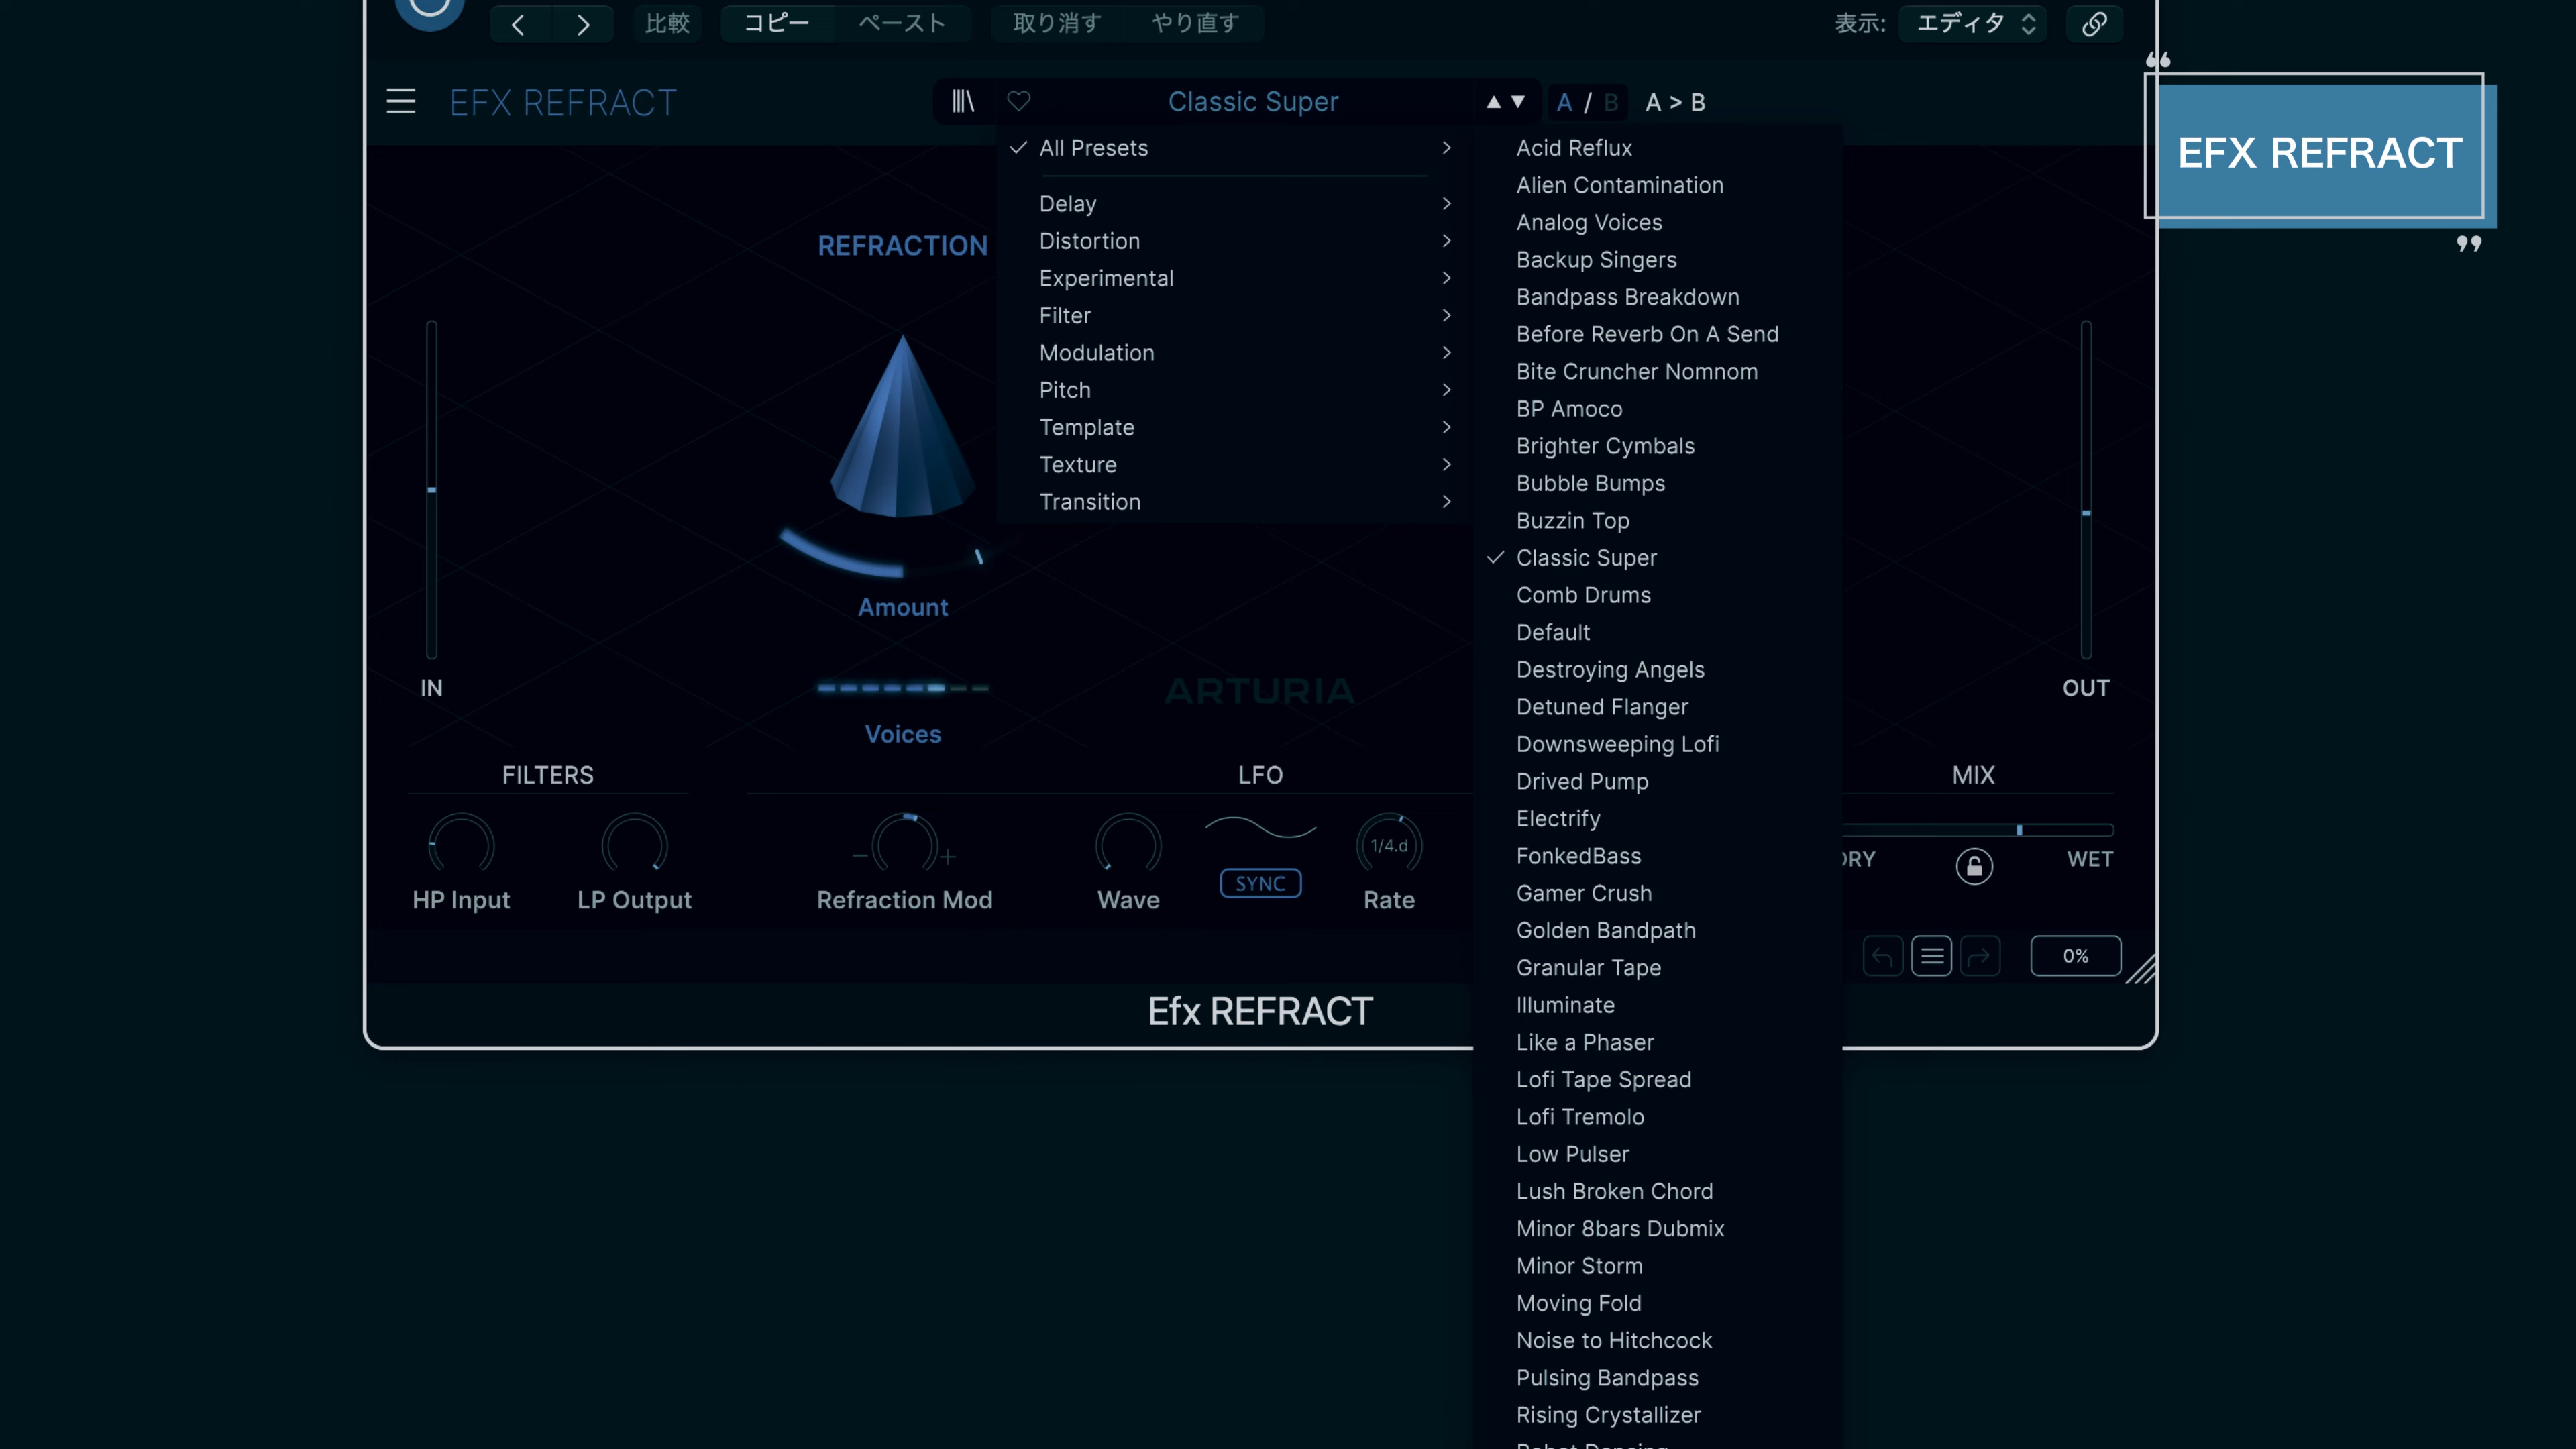 比較 コピー ペースト 取り消す やり直す 表示: エディタ
EFX REFRACT Classic Super A / B A > B
EFX REFRACT
All Presets
Delay
Distortion
Experimental
Filter
Modulation
Pitch
Template
Texture
Transition
Acid Reflux
Alien Contamination
Analog Voices
Backup Singers
Bandpass Breakdown
Before Reverb On A Send
Bite Cruncher Nomnom
BP Amoco
Brighter Cymbals
Bubble Bumps
Buzzin Top
Classic Super
Comb Drums
Default
Destroying Angels
Detuned Flanger
Downsweeping Lofi
Drived Pump
Electrify
FonkedBass
Gamer Crush
Golden Bandpath
Granular Tape
Illuminate
Like a Phaser
Lofi Tape Spread
Lofi Tremolo
Low Pulser
Lush Broken Chord
Minor 8bars Dubmix
Minor Storm
Moving Fold
Noise to Hitchcock
Pulsing Bandpass
Rising Crystallizer
REFRACTION
Amount
Voices
IN
ARTURIA
OUT
FILTERS
HP Input LP Output
LFO
Refraction Mod Wave SYNC 1/4.d Rate
MIX
WET
0%
Efx REFRACT